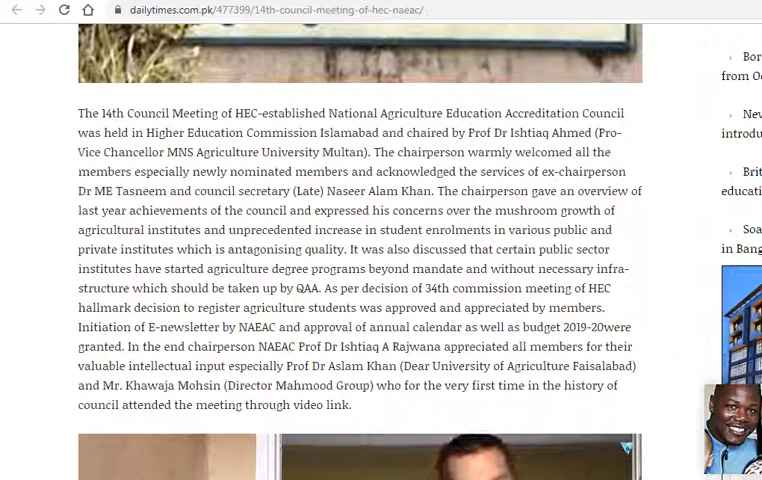 dailytimes.com.pk/477399/14th-council-meeting-of-hec-naeac/
The 14th Council Meeting of HEC-established National Agriculture Education Accreditation Council
was held in Higher Education Commission Islamabad and chaired by Prof Dr Ishtiaq Ahmed (Pro-
Vice Chancellor MNS Agriculture University Multan). The chairperson warmly welcomed all the
members especially newly nominated members and acknowledged the services of ex-chairperson
Dr ME Tasneem and council secretary (Late) Naseer Alam Khan. The chairperson gave an overview of
last year achievements of the council and expressed his concerns over the mushroom growth of
agricultural institutes and unprecedented increase in student enrolments in various public and
private institutes which is antagonising quality. It was also discussed that certain public sector
institutes have started agriculture degree programs beyond mandate and without necessary infra-
structure which should be taken up by QAA. As per decision of 34th commission meeting of HEC
hallmark decision to register agriculture students was approved and appreciated by members.
Initiation of E-newsletter by NAEAC and approval of annual calendar as well as budget 2019-20were
granted. In the end chairperson NAEAC Prof Dr Ishtiaq A Rajwana appreciated all members for their
valuable intellectual input especially Prof Dr Aslam Khan (Dear University of Agriculture Faisalabad)
and Mr. Khawaja Mohsin (Director Mahmood Group) who for the very first time in the history of
council attended the meeting through video link.
› Bor
from O
› Nev
introdu
› Brit
educati
› Soa
in Bang